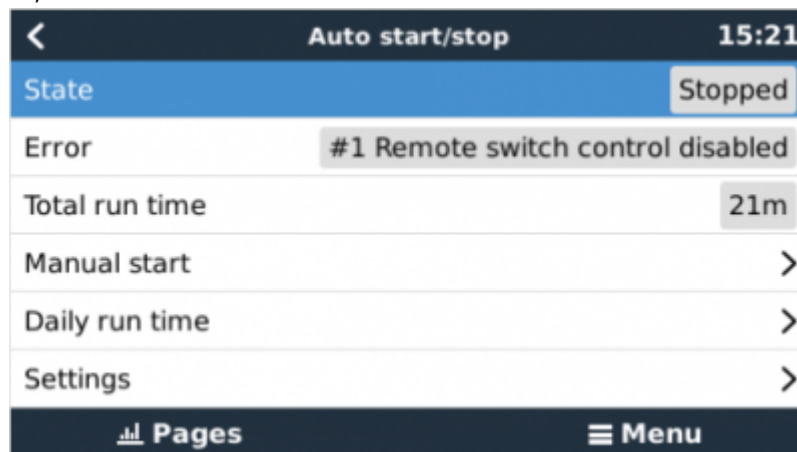 Auto start/stop 15:21
State Stopped
Error #1 Remote switch control disabled
Total run time 21m
Manual start
Daily run time
Settings
Pages Menu